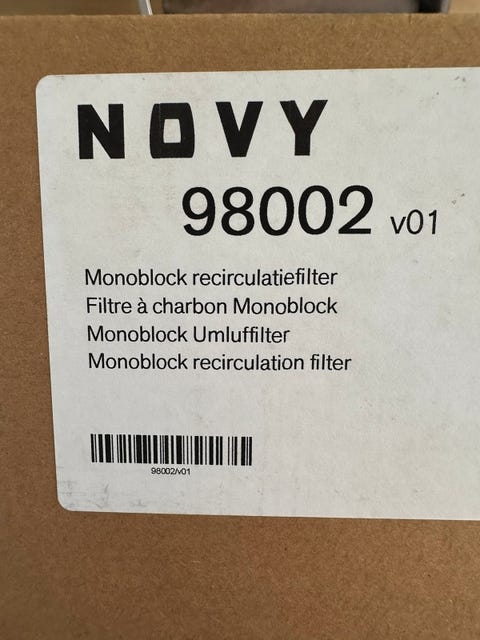 NOVY
98002 v01
Monoblock recirculatiefilter
Filtre à charbon Monoblock
Monoblock Umluffilter
Monoblock recirculation filter
98002/v01